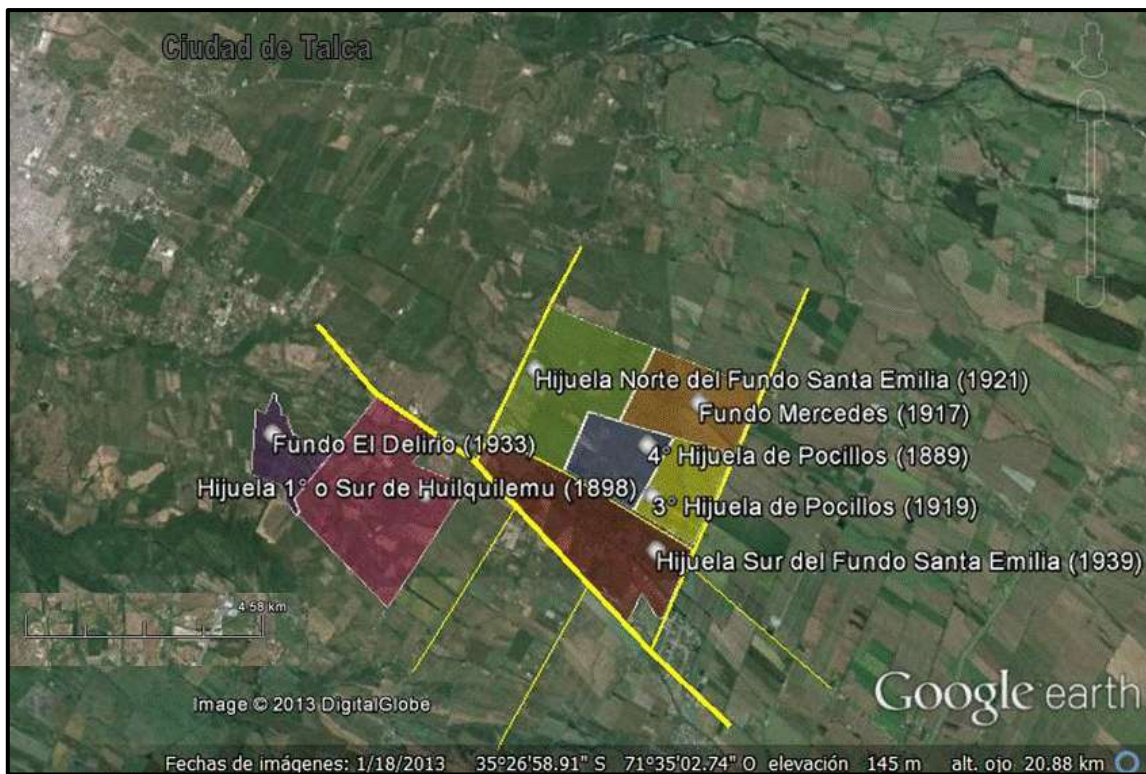 Ciudad de Talca
Hijuela Norte del Fundo Santa Emilia (1921)
Fundo Mercedes (1917)
Fundo El Delirio (1933)
4° Hijuela de Pocillos (1889)
Hijuela 1° o Sur de Huilquilemu (1898)
3° Hijuela de Pocillos (1919)
Hijuela Sur del Fundo Santa Emilia (1939)
4.58 km
Google earth
Image © 2013 DigitalGlobe
Fechas de imágenes: 1/18/2013 35°26'58.91" S 71°35'02.74" O elevación 145 m alt. ojo 20.88 km